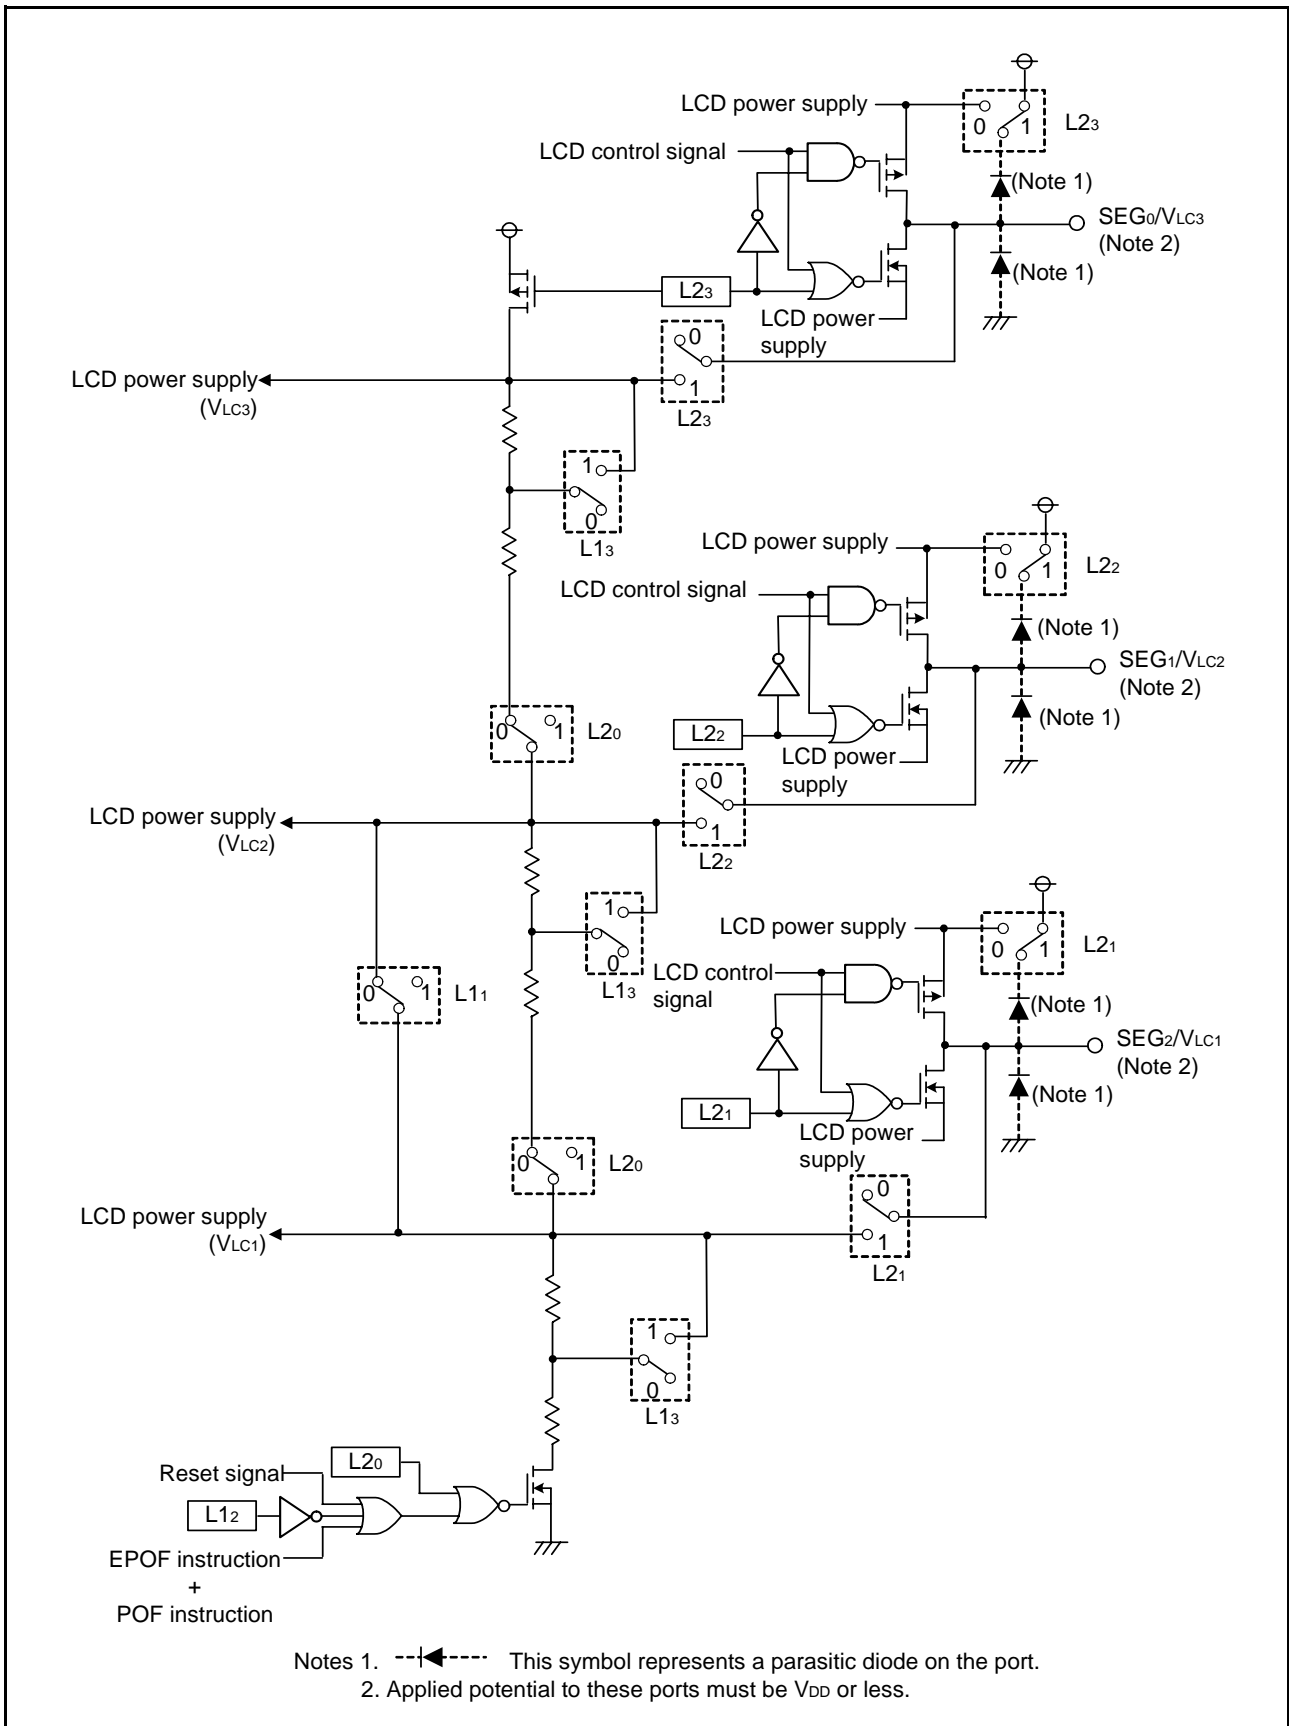 LCD power supply
0 1 L23
LCD control signal
(Note 1)
SEG0/VLC3
(Note 2)
(Note 1)
L23
LCD power
supply
0
1
L23
LCD power supply
(VLC3)
1
0
L13
LCD power supply
0 1 L22
LCD control signal
(Note 1)
SEG1/VLC2
(Note 2)
(Note 1)
L22
LCD power
supply
0 1 L20
0
1
L22
LCD power supply
(VLC2)
1
0
L13
LCD power supply
0 1 L21
LCD control
signal
0 1 L11
(Note 1)
SEG2/VLC1
(Note 2)
(Note 1)
L21
LCD power
supply
0 1 L20
0
1
L21
LCD power supply
(VLC1)
1
0
L13
L20
Reset signal
L12
EPOF instruction
+
POF instruction
Notes 1. This symbol represents a parasitic diode on the port.
2. Applied potential to these ports must be VDD or less.